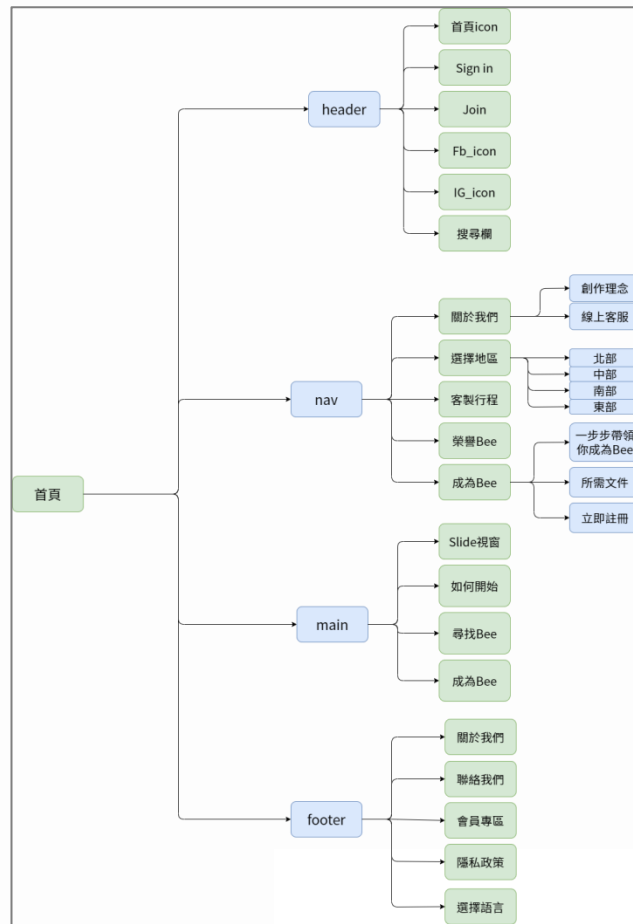 首頁
header
首頁icon
Sign in
Join
Fb_icon
IG_icon
搜尋欄
nav
關於我們
創作理念
線上客服
選擇地區
北部
中部
南部
東部
客製行程
榮譽Bee
成為Bee
一步步帶領
你成為Bee
所需文件
立即註冊
main
Slide視窗
如何開始
尋找Bee
成為Bee
footer
關於我們
聯絡我們
會員專區
隱私政策
選擇語言